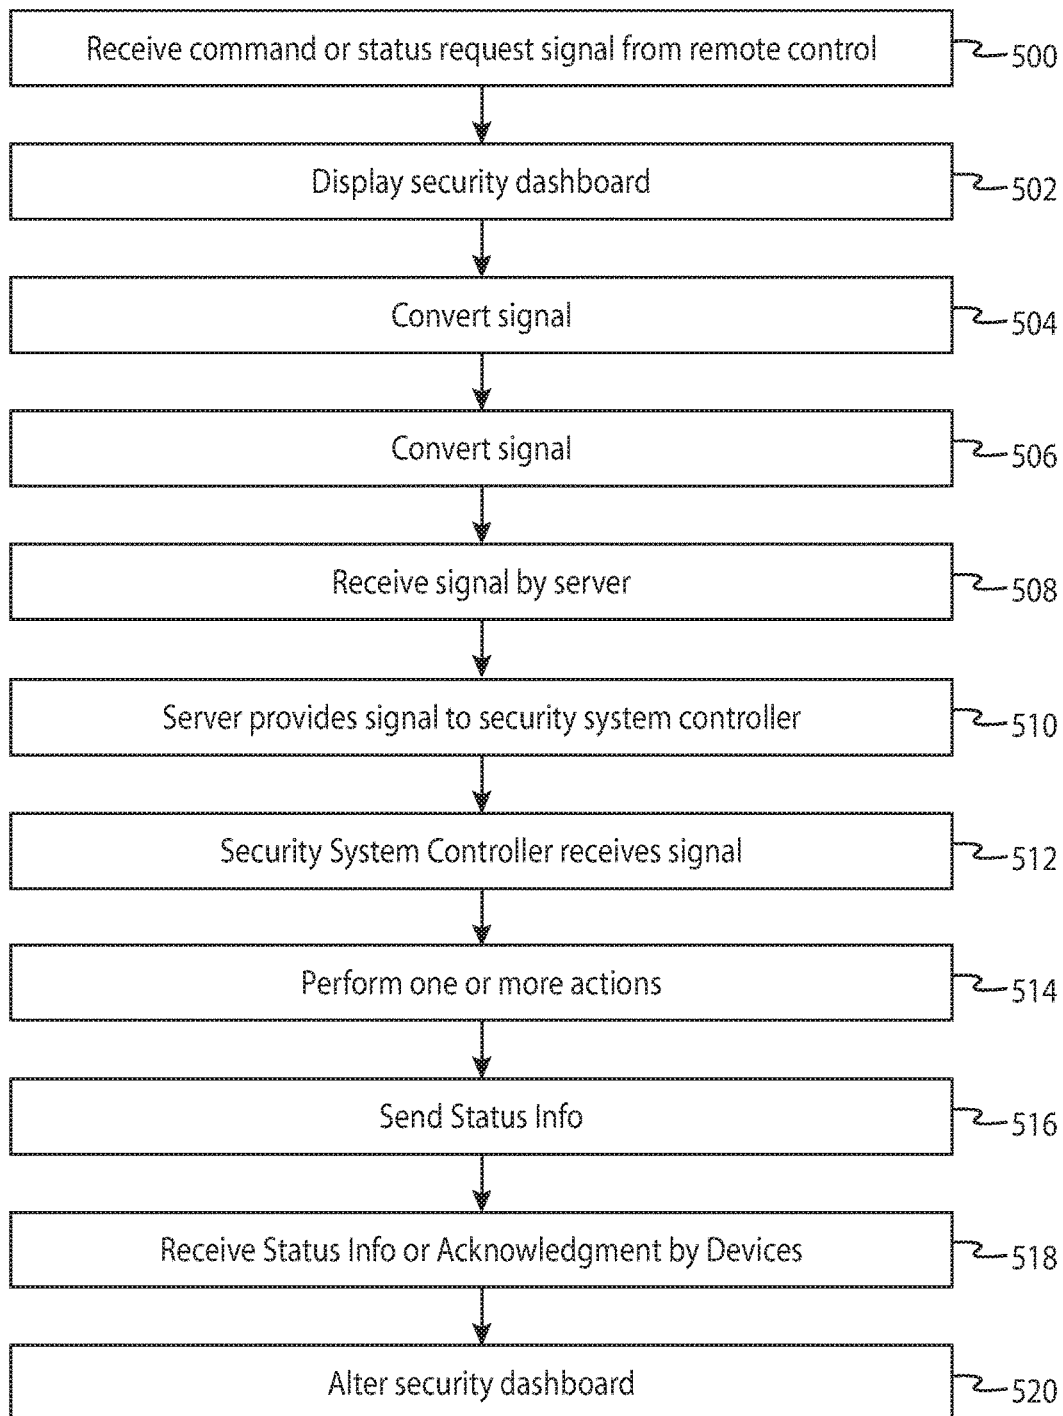 Receive command or status request signal from remote control 500
Display security dashboard 502
Convert signal 504
Convert signal 506
Receive signal by server 508
Server provides signal to security system controller 510
Security System Controller receives signal 512
Perform one or more actions 514
Send Status Info 516
Receive Status Info or Acknowledgment by Devices 518
Alter security dashboard 520